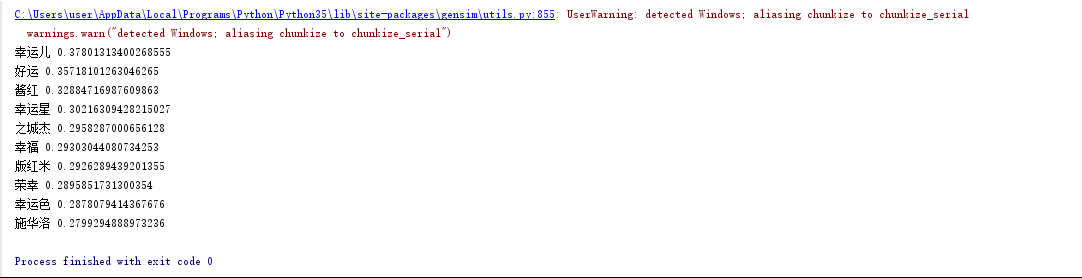 C:\Users\user\AppData\Local\Programs\Python\Python35\lib\site-packages\gensim\utils.py:855: UserWarning: detected Windows; aliasing chunkize to chunkize_serial
warnings.warn("detected Windows; aliasing chunkize to chunkize_serial")
幸运儿 0.37801313400268555
好运 0.35718101263046265
酱红 0.32884716987609863
幸运星 0.30216309428215027
之城杰 0.2958287000656128
幸福 0.29303044080734253
版红米 0.2926289439201355
荣幸 0.2895851731300354
幸运色 0.2878079414367676
施华洛 0.2799294888973236
Process finished with exit code 0